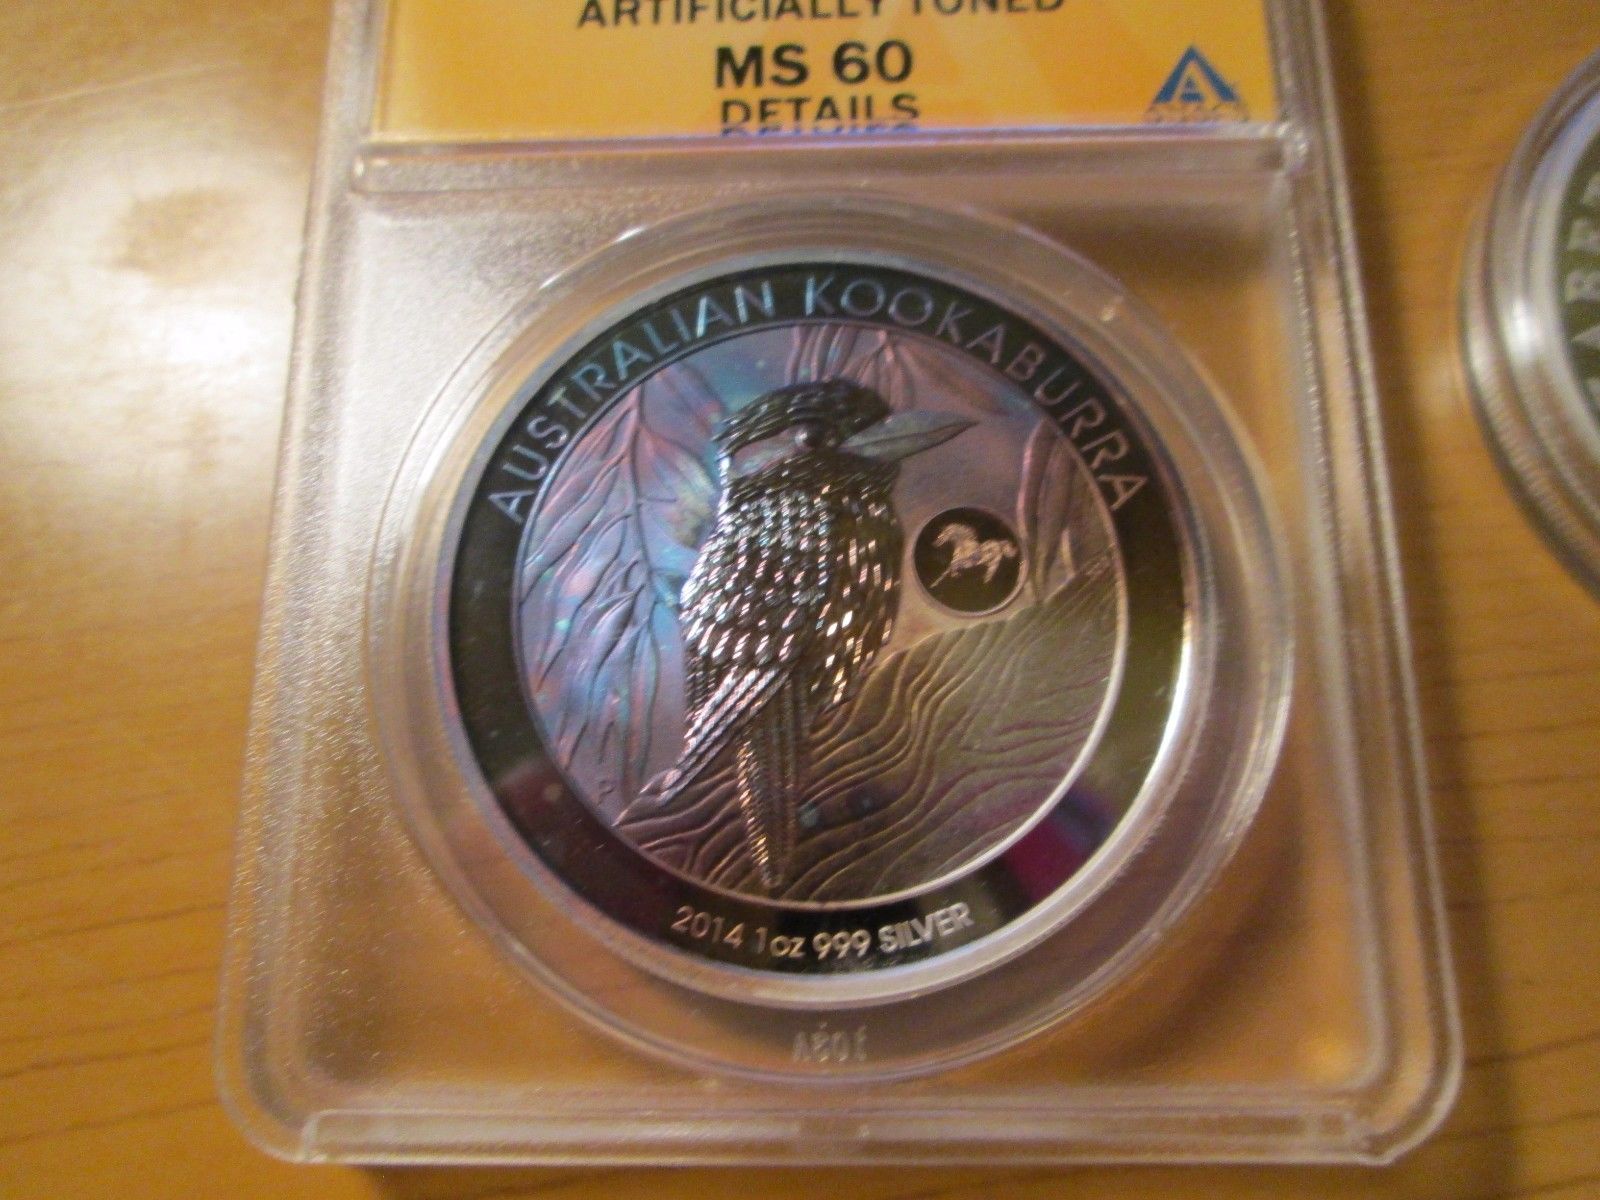 ARTIFICIALLY TONED
MS 60
DETAILS
AUSTRALIAN KOOKABURRA
2014 1oz 999 SILVER